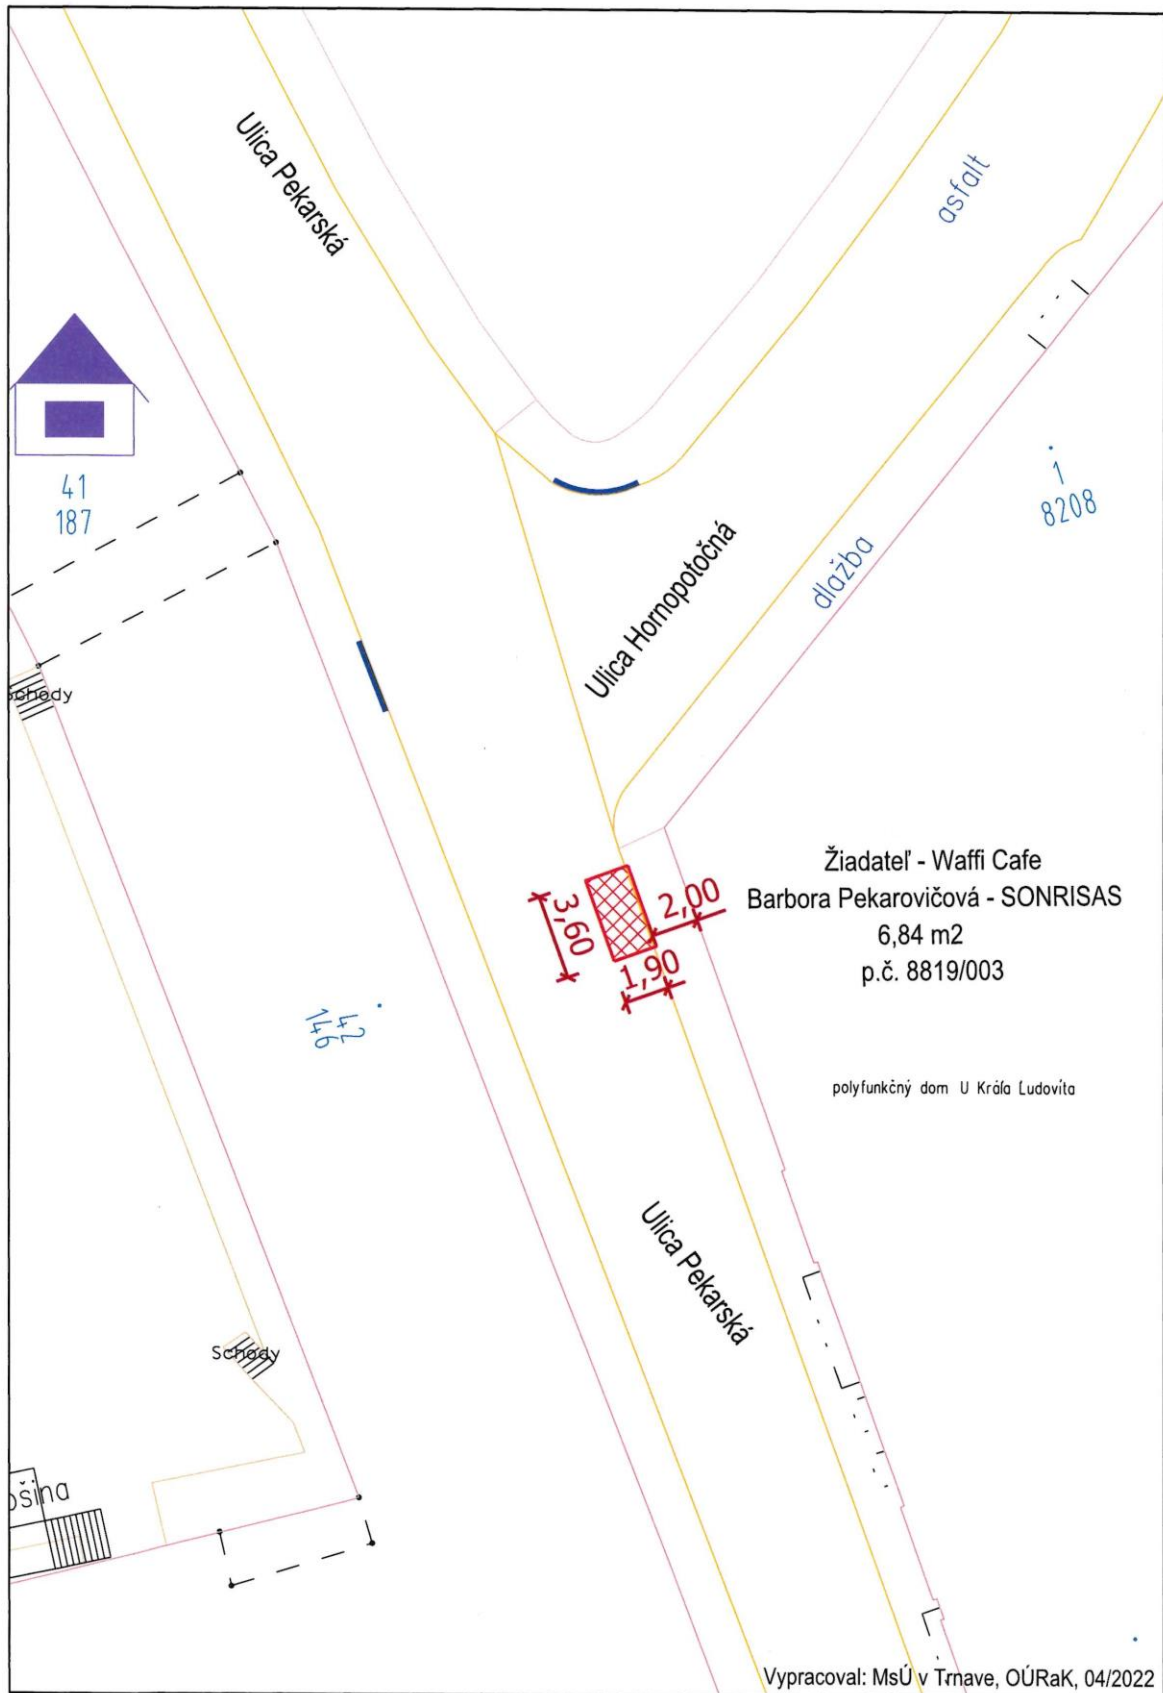 Ulica Pekarská
asfalt
41
187
1
8208
dlažba
Ulica Hornopotočná
Schody
Žiadateľ - Waffi Cafe
Barbora Pekarovičová - SONRISAS
6,84 m2
p.č. 8819/003
2,00
3,60
1,90
42
146
polyfunkčný dom U Kráľa Ľudovíta
Ulica Pekarská
Schody
ošina
Vypracoval: MsÚ v Trnave, OÚRaK, 04/2022